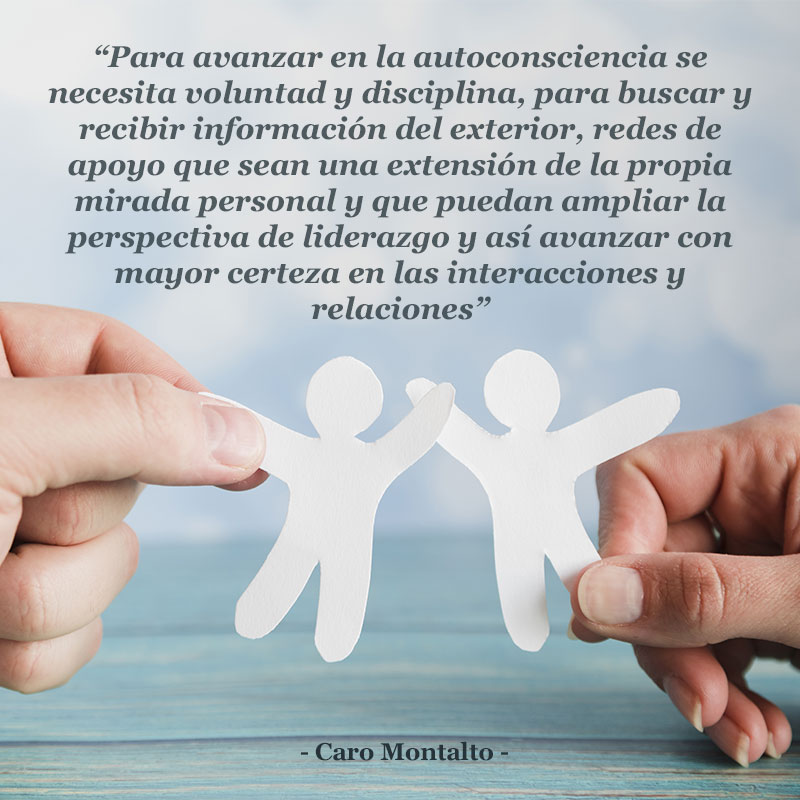 “Para avanzar en la autoconsciencia se
necesita voluntad y disciplina, para buscar y
recibir información del exterior, redes de
apoyo que sean una extensión de la propia
mirada personal y que puedan ampliar la
perspectiva de liderazgo y así avanzar con
mayor certeza en las interacciones y
relaciones”
- Caro Montalto -